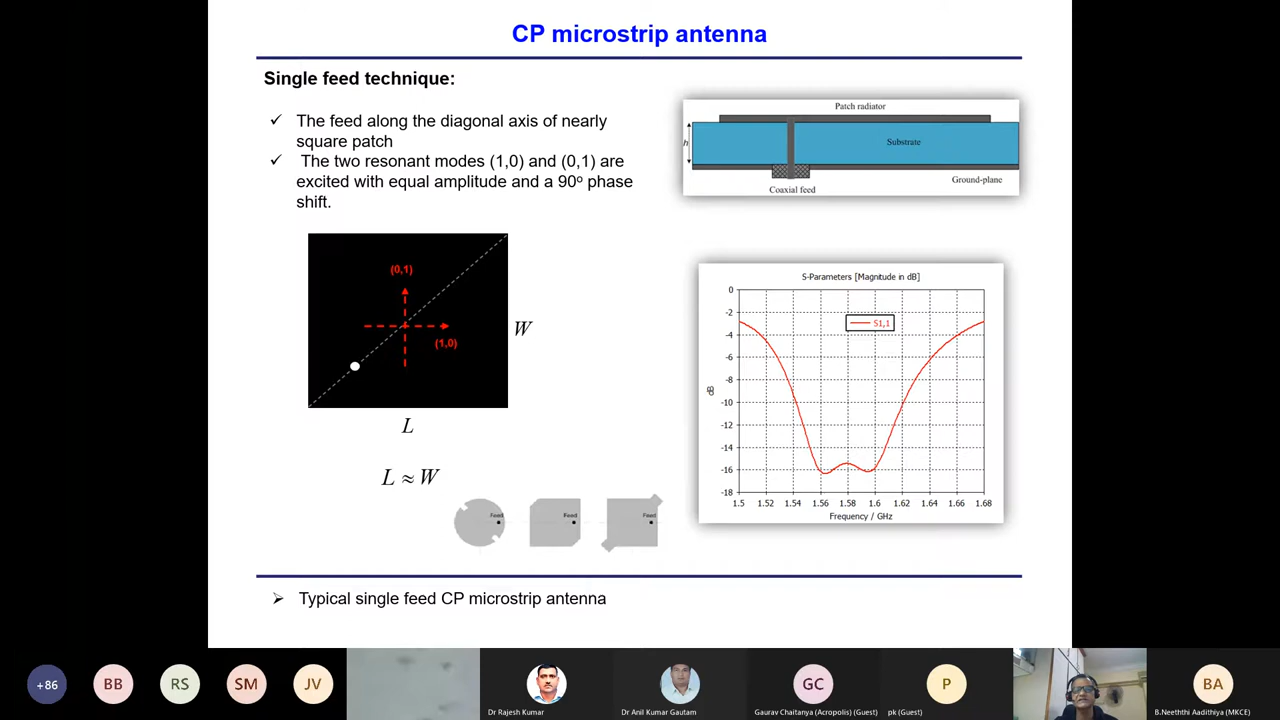 CP microstrip antenna
Single feed technique:
✓ The feed along the diagonal axis of nearly
square patch
✓ The two resonant modes (1,0) and (0,1) are
excited with equal amplitude and a 90º phase
shift.
Patch radiator
h
Substrate
Ground-plane
Coaxial feed
(0,1)
(1,0)
W
L
L ≈ W
Feed
Feed
Feed
S-Parameters [Magnitude in dB]
S1,1
0
-2
-4
-6
-8
-10
-12
-14
-16
-18
dB
1.5 1.52 1.54 1.56 1.58 1.6 1.62 1.64 1.66 1.68
Frequency / GHz
➢ Typical single feed CP microstrip antenna
+86 BB RS SM JV GC P BA
Dr Rajesh Kumar
Dr Anil Kumar Gautam
Gaurav Chaitanya (Acropolis) (Guest)
pk (Guest)
B.Neeththi Aadithiya (MKCE)